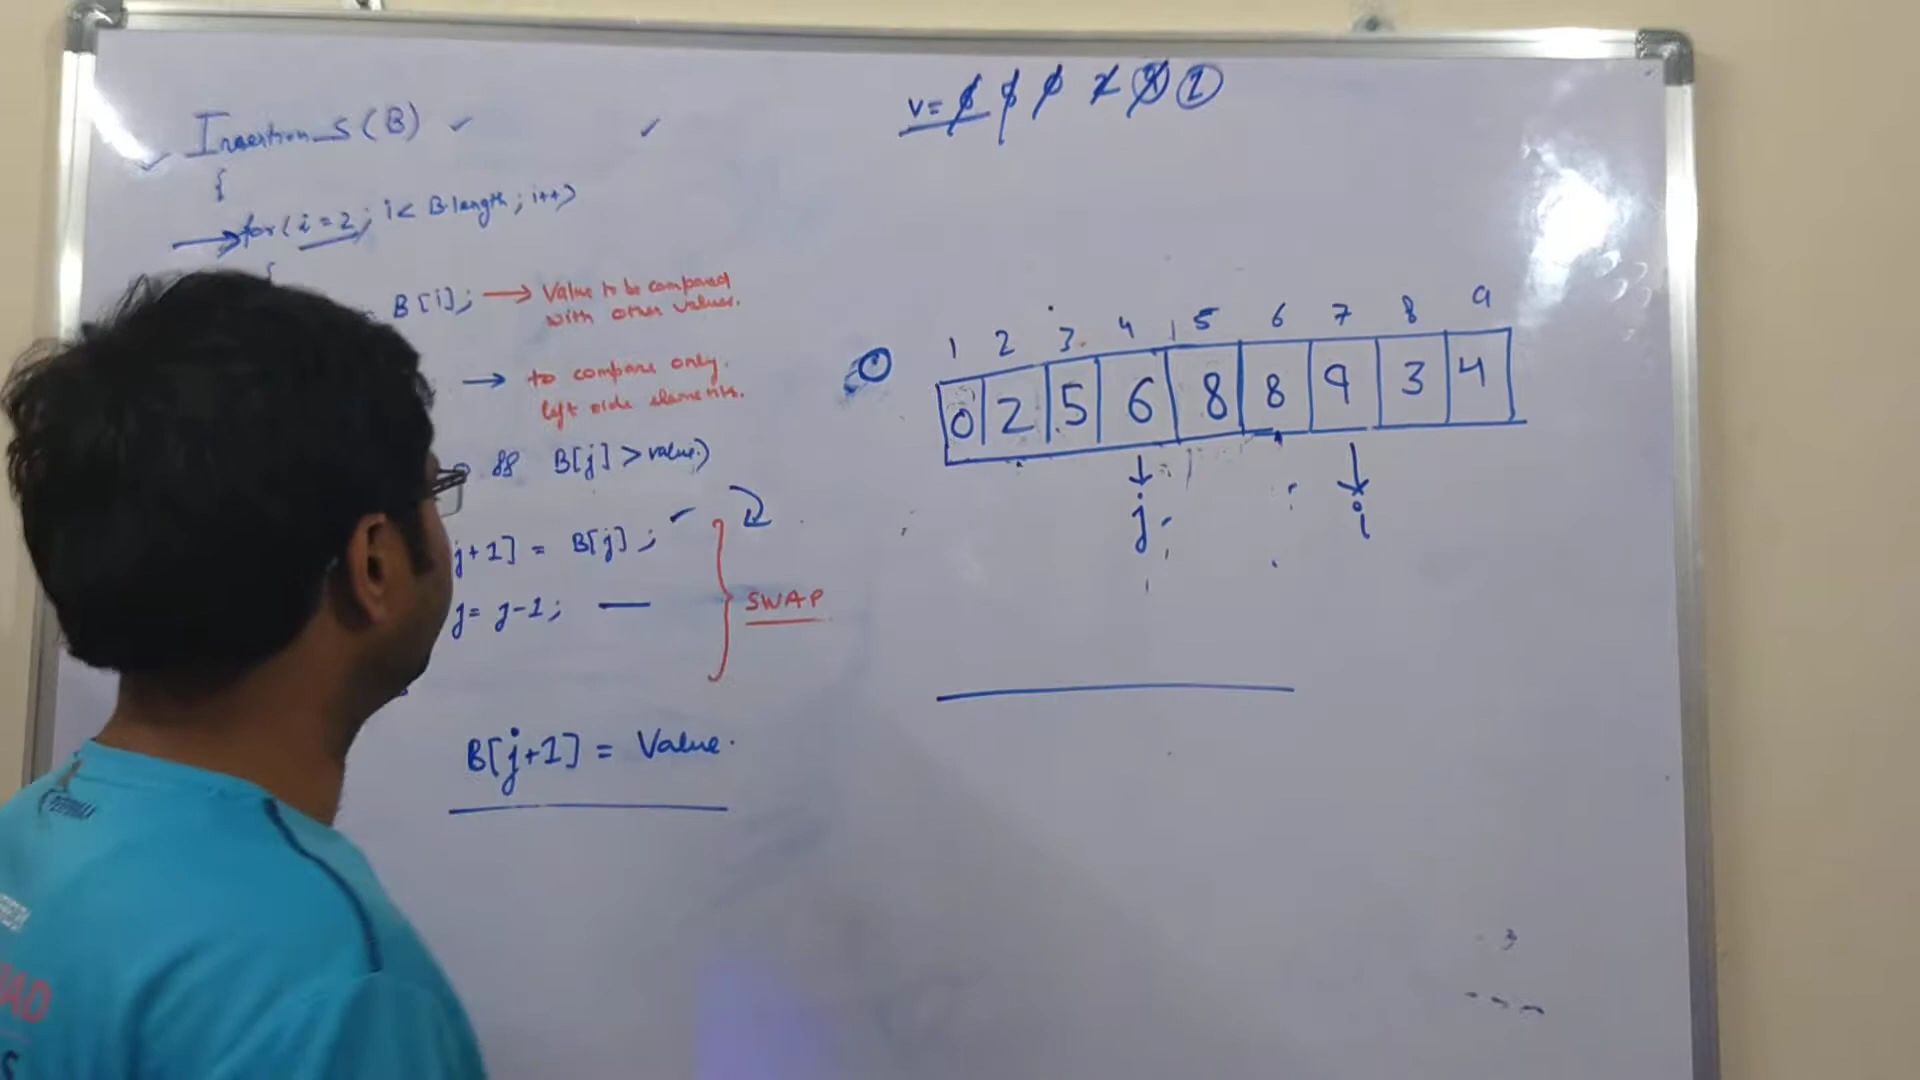 Insertion_S(B)
{
for(i=2; i< B.length; i++)
{
B[i]; → Value to be compared
with other values.
→ to compare only
left side elements.
&& B[j] > value)
j+1] = B[j];
j= j-1;
SWAP
B[j+1] = Value.
V=
1 2 3 4 5 6 7 8 9
0 2 5 6 8 8 9 3 4
j i